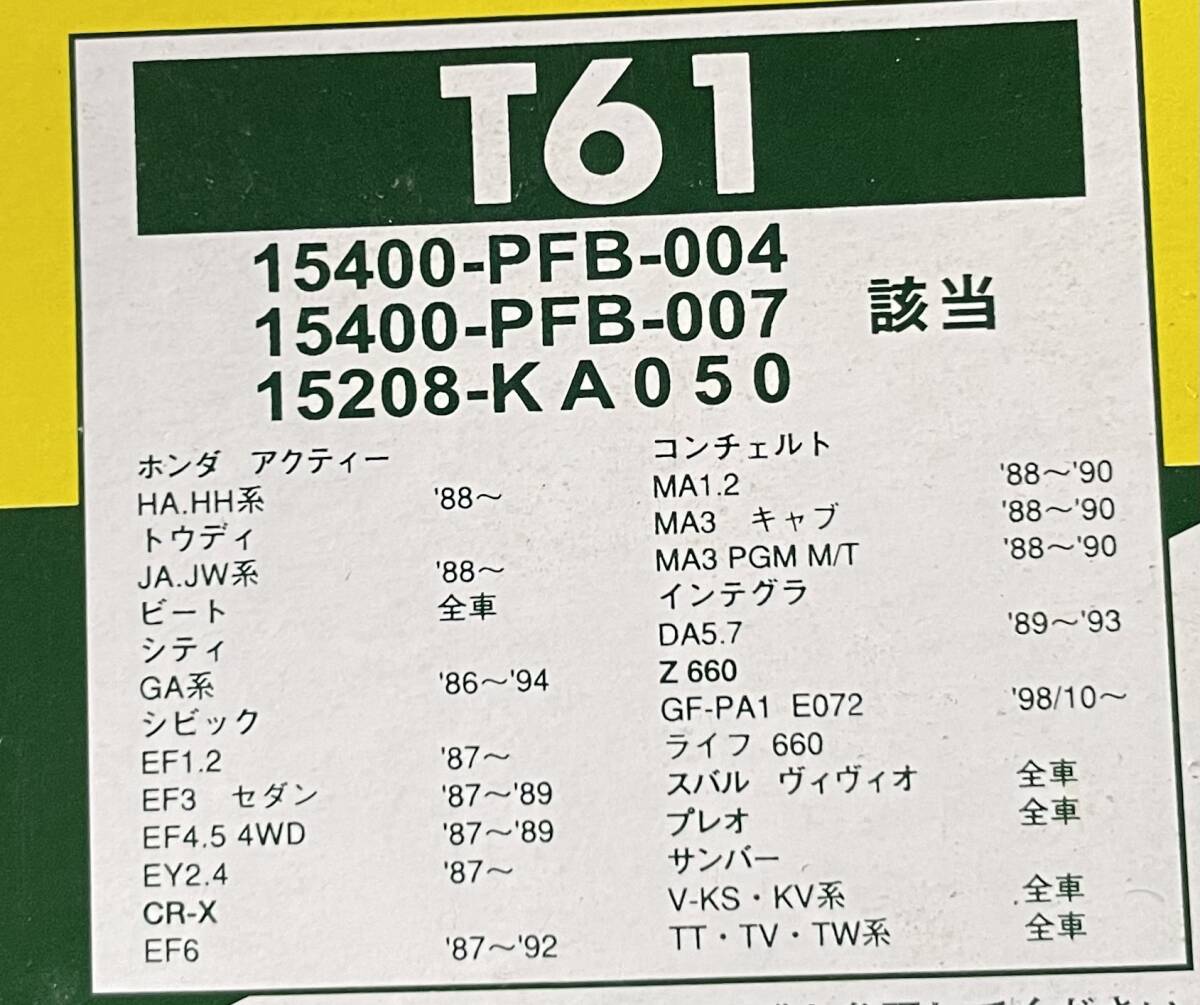 T61
15400-PFB-004
15400-PFB-007 該当
15208-KA050
ホンダ アクティー
HA.HH系 '88～
トゥディ
JA.JW系 '88～
ビート 全車
シティ
GA系 '86～'94
シビック
EF1.2 '87～
EF3 セダン '87～'89
EF4.5 4WD '87～'89
EY2.4 '87～
CR-X
EF6 '87～'92
コンチェルト
MA1.2 '88～'90
MA3 キャブ '88～'90
MA3 PGM M/T '88～'90
インテグラ
DA5.7 '89～'93
Z 660
GF-PA1 E072 '98/10～
ライフ 660
スバル ヴィヴィオ 全車
プレオ 全車
サンバー
V-KS・KV系 全車
TT・TV・TW系 全車